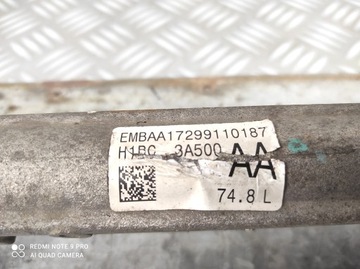 EMBAA17299110187
H1BC 3A500 AA
74.8 L
REDMI NOTE 9 PRO
AI QUAD CAMERA